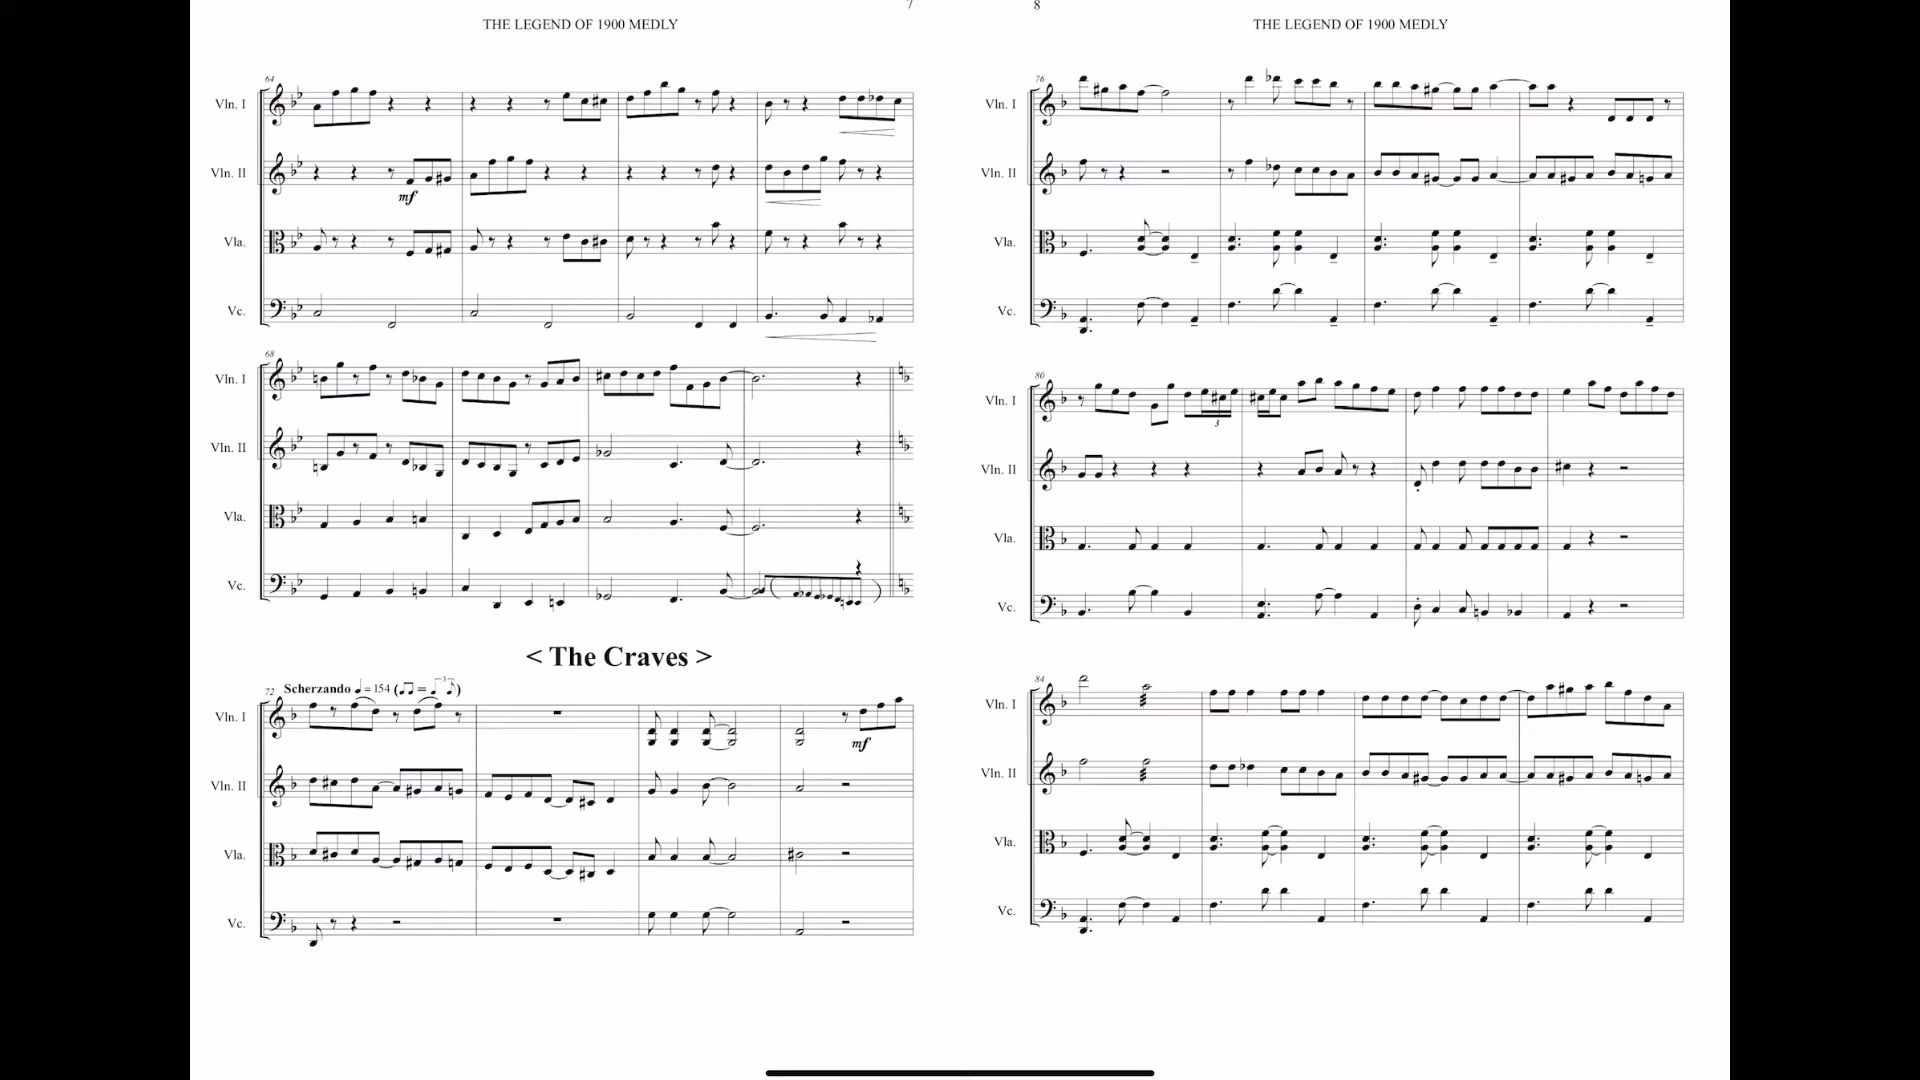 7
THE LEGEND OF 1900 MEDLY
64
Vln. I
Vln. II
mf
Vla.
Vc.
68
Vln. I
Vln. II
Vla.
Vc.
< The Craves >
72 Scherzando = 154 ( = 3 )
Vln. I
mf
Vln. II
Vla.
Vc.
8
THE LEGEND OF 1900 MEDLY
76
Vln. I
Vln. II
Vla.
Vc.
80
Vln. I
3
Vln. II
Vla.
Vc.
84
Vln. I
Vln. II
Vla.
Vc.